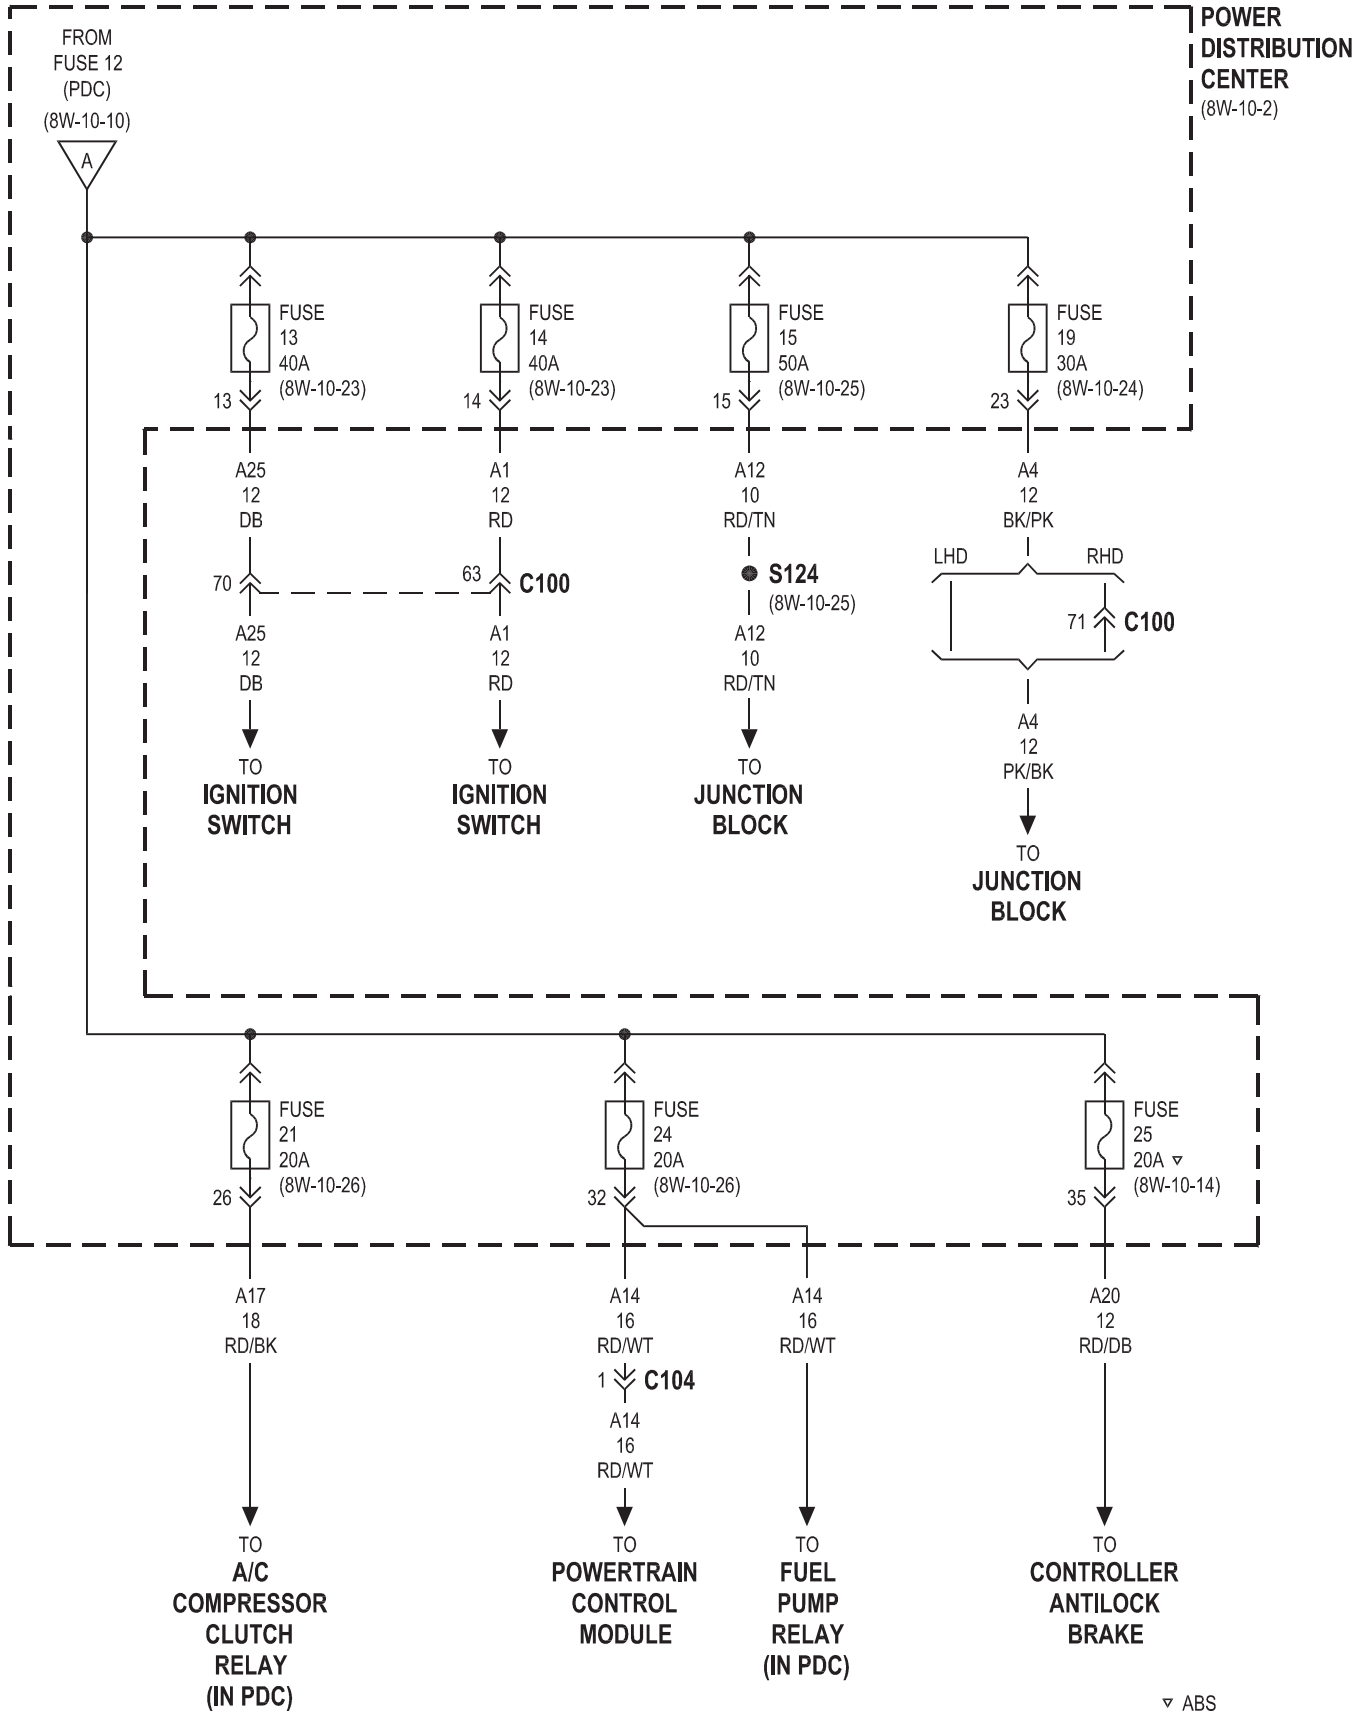 POWER
DISTRIBUTION
CENTER
(8W-10-2)
FROM
FUSE 12
(PDC)
(8W-10-10)
A
FUSE
13
40A
(8W-10-23)
13
FUSE
14
40A
(8W-10-23)
14
FUSE
15
50A
(8W-10-25)
15
FUSE
19
30A
(8W-10-24)
23
A25
12
DB
70
A25
12
DB
TO
IGNITION
SWITCH
A1
12
RD
63
C100
A1
12
RD
TO
IGNITION
SWITCH
A12
10
RD/TN
S124
(8W-10-25)
A12
10
RD/TN
TO
JUNCTION
BLOCK
A4
12
BK/PK
LHD
RHD
71
C100
A4
12
PK/BK
TO
JUNCTION
BLOCK
FUSE
21
20A
(8W-10-26)
26
FUSE
24
20A
(8W-10-26)
32
FUSE
25
20A ▿
(8W-10-14)
35
A17
18
RD/BK
TO
A/C
COMPRESSOR
CLUTCH
RELAY
(IN PDC)
A14
16
RD/WT
1
C104
A14
16
RD/WT
TO
POWERTRAIN
CONTROL
MODULE
A14
16
RD/WT
TO
FUEL
PUMP
RELAY
(IN PDC)
A20
12
RD/DB
TO
CONTROLLER
ANTILOCK
BRAKE
▿ ABS